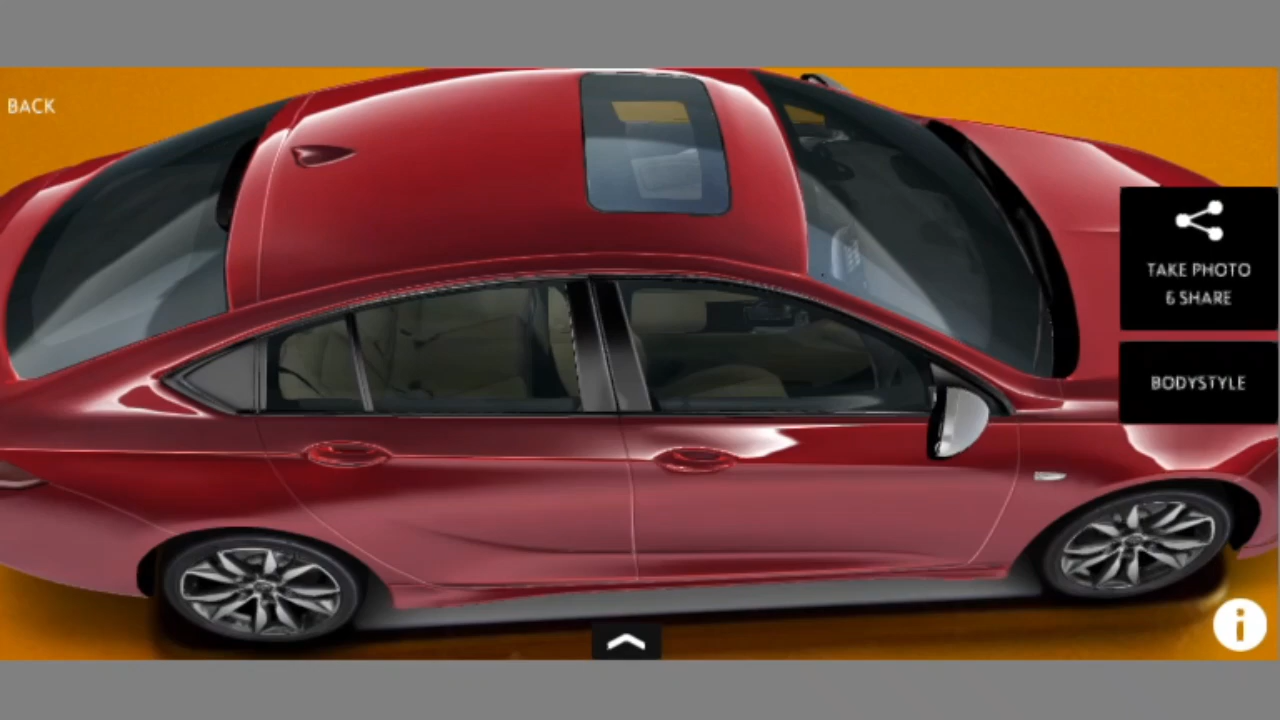 BACK
TAKE PHOTO
& SHARE
BODYSTYLE
i